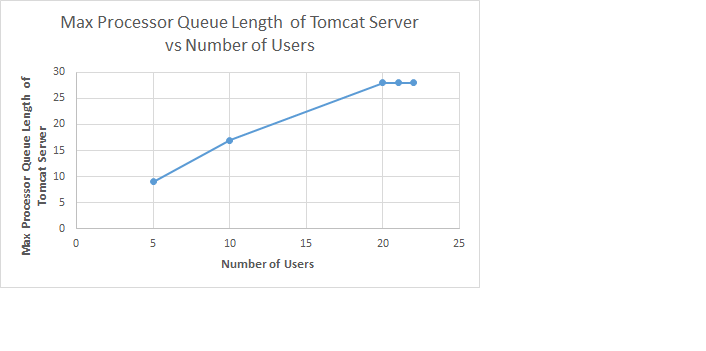 Max Processor Queue Length of Tomcat Server
vs Number of Users
Max Processor Queue Length of
Tomcat Server
30
25
20
15
10
5
0
0 5 10 15 20 25
Number of Users